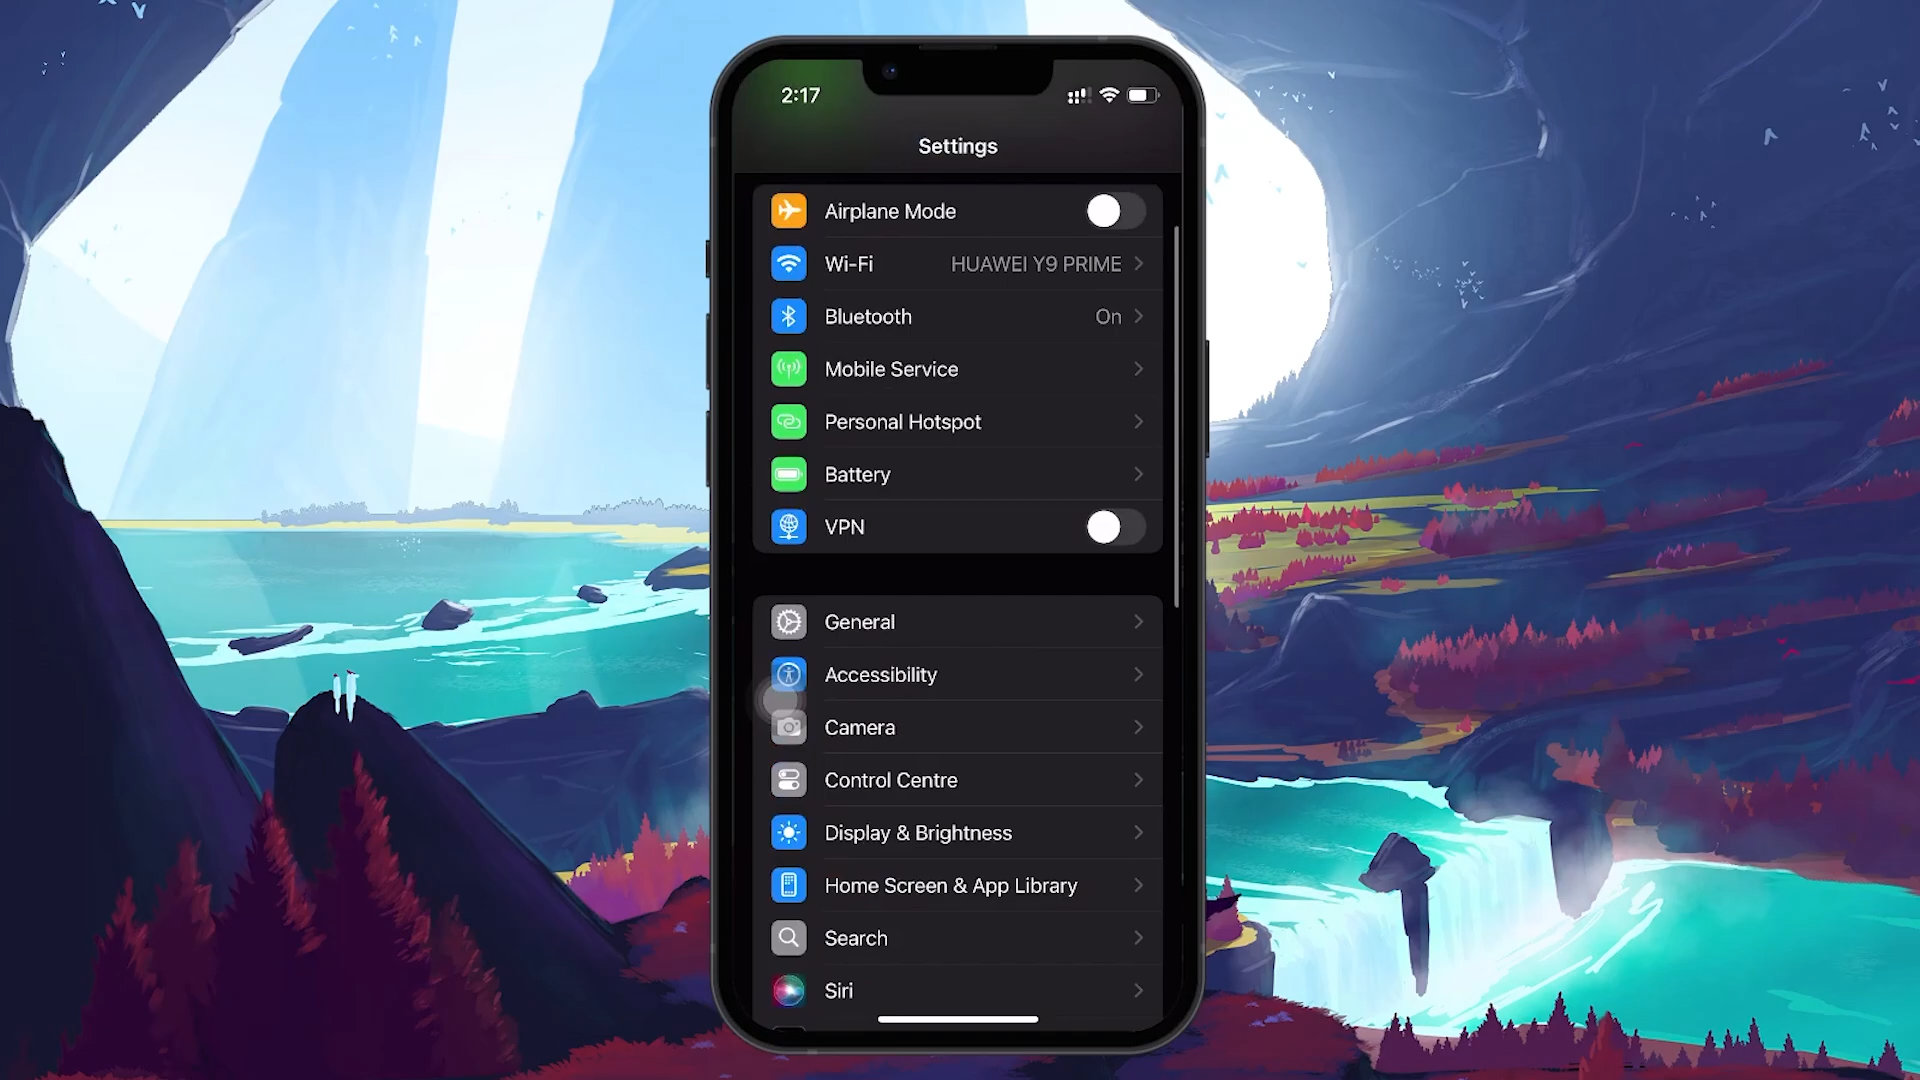 2:17
Settings
Airplane Mode
Wi-Fi HUAWEI Y9 PRIME
Bluetooth On
Mobile Service
Personal Hotspot
Battery
VPN
General
Accessibility
Camera
Control Centre
Display & Brightness
Home Screen & App Library
Search
Siri